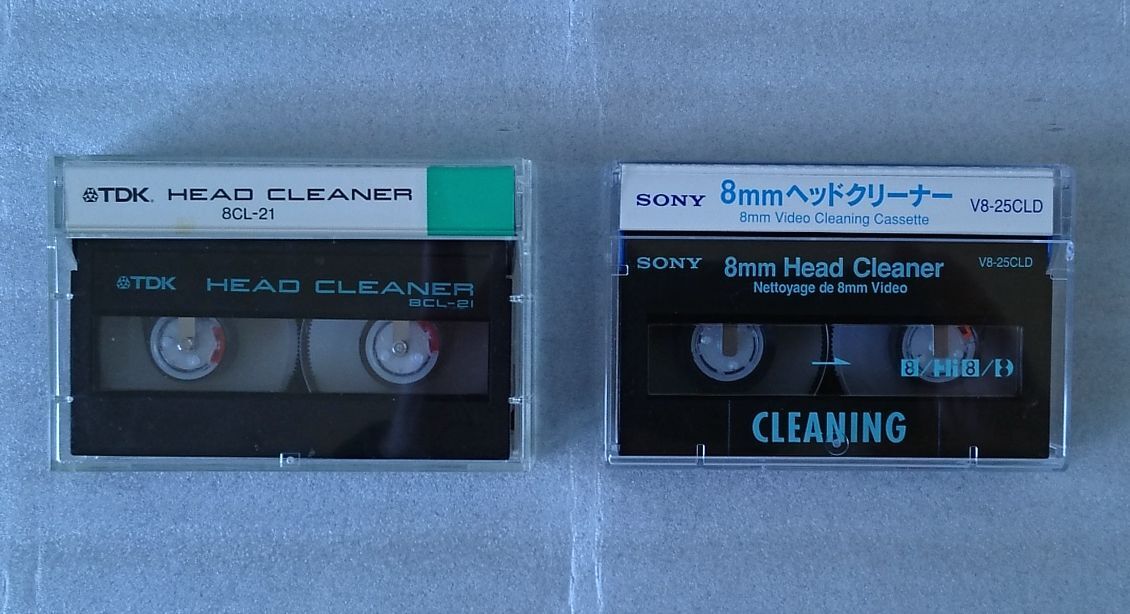 TDK. HEAD CLEANER
8CL-21
TDK HEAD CLEANER
8CL-21
SONY 8mmヘッドクリーナー V8-25CLD
8mm Video Cleaning Cassette
SONY 8mm Head Cleaner V8-25CLD
Nettoyage de 8mm Video
8/Hi8/D
CLEANING